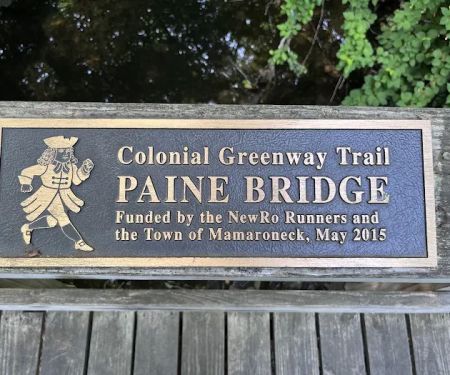 Colonial Greenway Trail
PAINE BRIDGE
Funded by the NewRo Runners and
the Town of Mamaroneck, May 2015